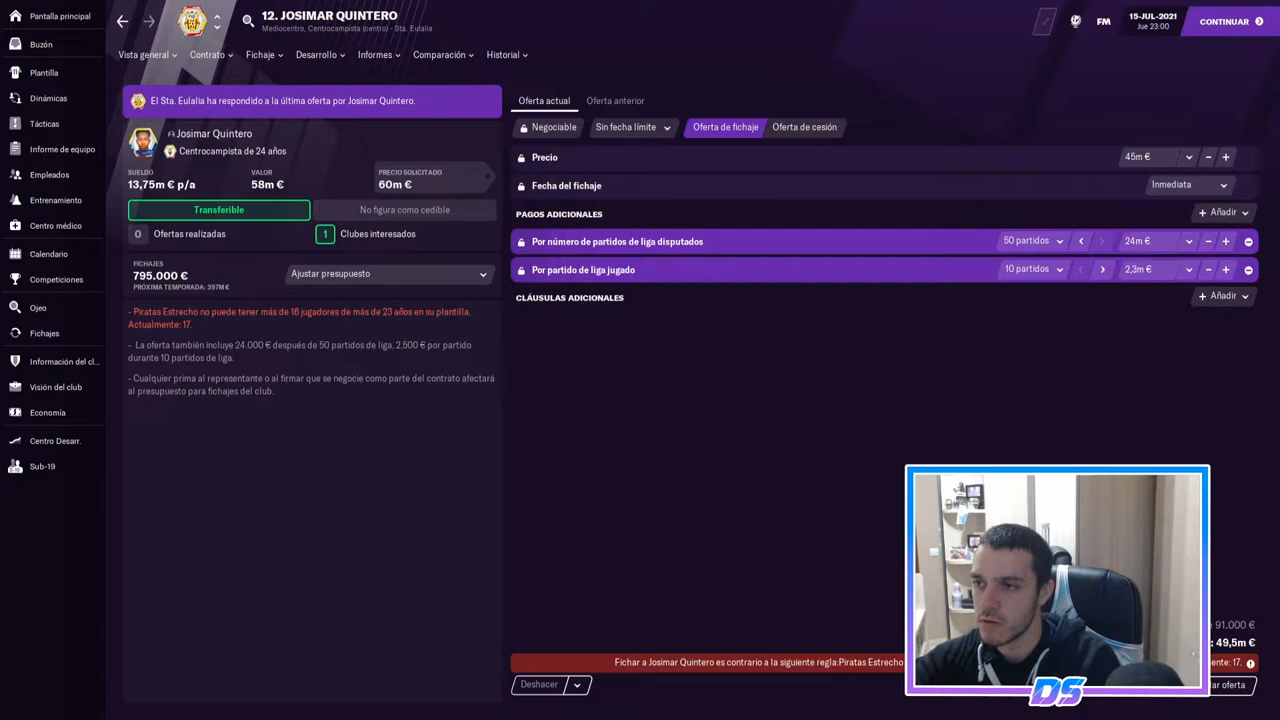 Pantalla principal
Buzón
Plantilla
Dinámicas
Tácticas
Informe de equipo
Empleados
Entrenamiento
Centro médico
Calendario
Competiciones
Ojeo
Fichajes
Información del cl...
Visión del club
Economía
Centro Desarr.
Sub-19
12. JOSIMAR QUINTERO
Mediocentro, Centrocampista (centro) - Sta. Eulalia
FM
15-JUL-2021
Jue 23:00
CONTINUAR
Vista general
Contrato
Fichaje
Desarrollo
Informes
Comparación
Historial
El Sta. Eulalia ha respondido a la última oferta por Josimar Quintero.
Josimar Quintero
Centrocampista de 24 años
SUELDO
13,75m € p/a
VALOR
58m €
PRECIO SOLICITADO
60m €
Transferible
No figura como cedible
0 Ofertas realizadas
1 Clubes interesados
FICHAJES
795.000 €
PRÓXIMA TEMPORADA: 397M €
Ajustar presupuesto
- Piratas Estrecho no puede tener más de 16 jugadores de más de 23 años en su plantilla.
Actualmente: 17.
- La oferta también incluye 24.000 € después de 50 partidos de liga, 2.500 € por partido
durante 10 partidos de liga.
- Cualquier prima al representante o al firmar que se negocie como parte del contrato afectará
al presupuesto para fichajes del club.
Oferta actual
Oferta anterior
Negociable
Sin fecha límite
Oferta de fichaje
Oferta de cesión
Precio
45m €
Fecha del fichaje
Inmediata
PAGOS ADICIONALES
Añadir
Por número de partidos de liga disputados
50 partidos
24m €
Por partido de liga jugado
10 partidos
2,3m €
CLÁUSULAS ADICIONALES
Añadir
91.000 €
: 49,5m €
Fichar a Josimar Quintero es contrario a la siguiente regla:Piratas Estrecho
17.
Deshacer
oferta
DS